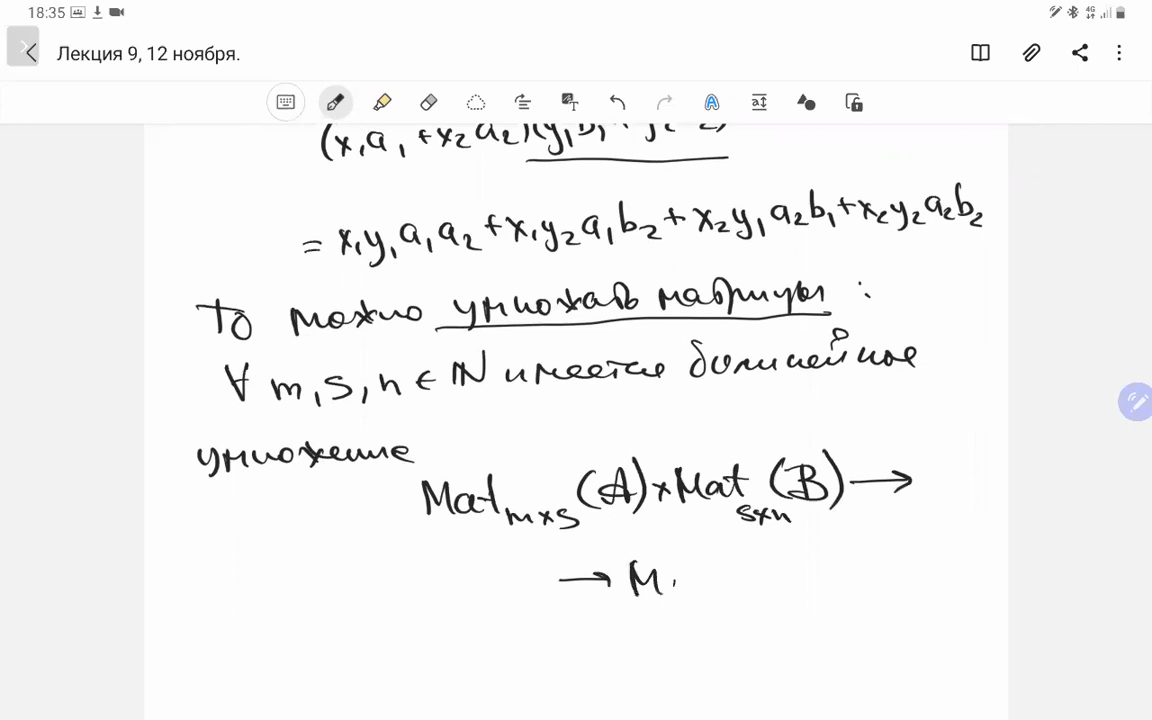 18:35
4G
Лекция 9, 12 ноября.
(x₁a₁ + x₂a₂)(y₁b₁ +
= x₁y₁a₁a₂ + x₁y₂a₁b₂ + x₂y₁a₂b₁ + x₂y₂a₂b₂
То можно умножать матрицы :
∀ m, s, n ∈ ℕ имеется билинейное
умножение
Mat_{m×s} (A) × Mat_{s×n} (B) →
→ M